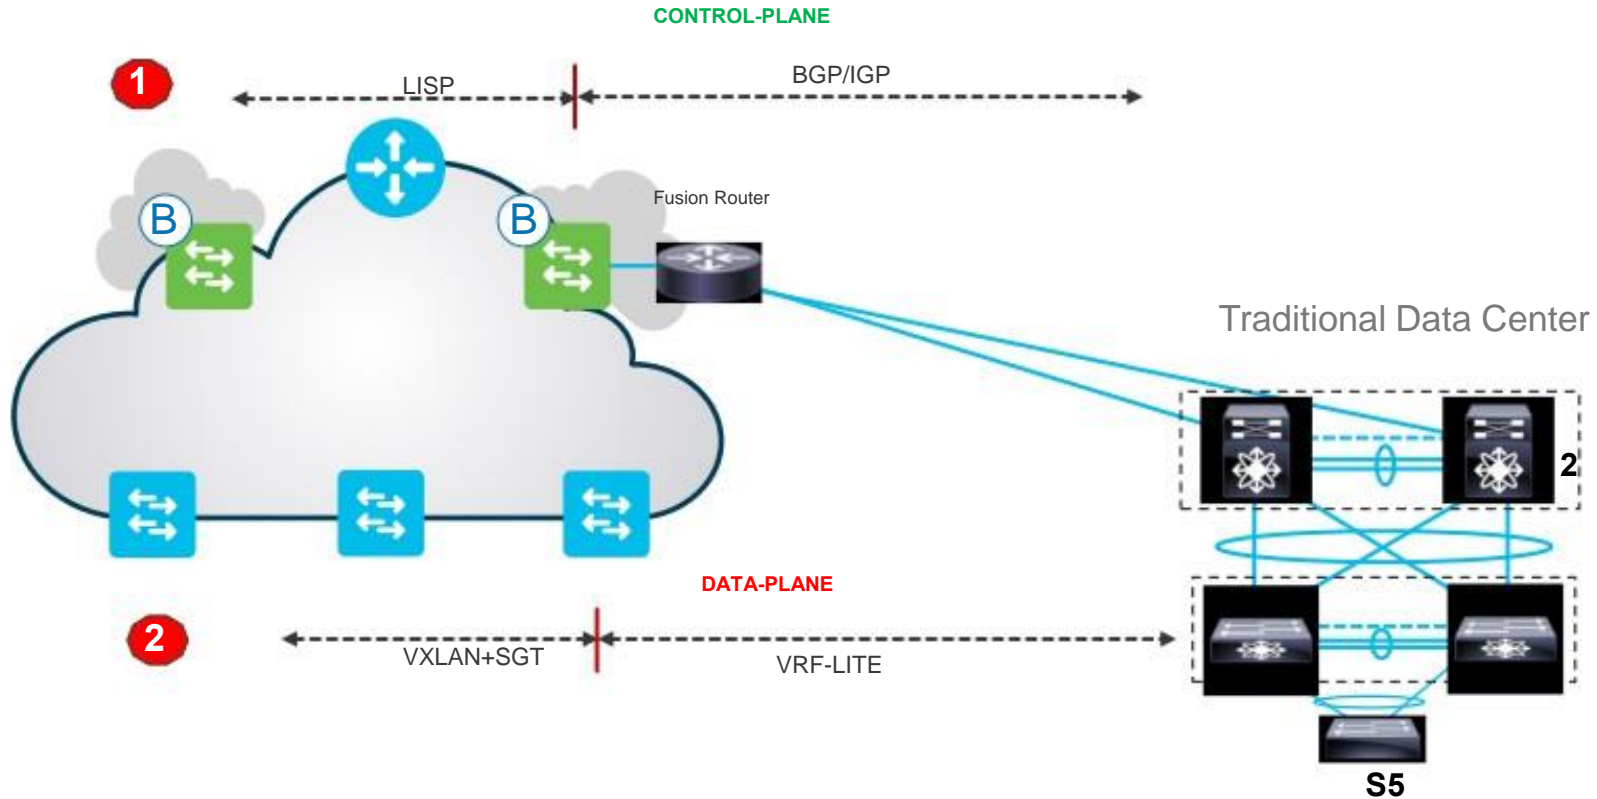 CONTROL-PLANE
1
LISP
BGP/IGP
B
B
Fusion Router
Traditional Data Center
2
DATA-PLANE
2
VXLAN+SGT
VRF-LITE
S5